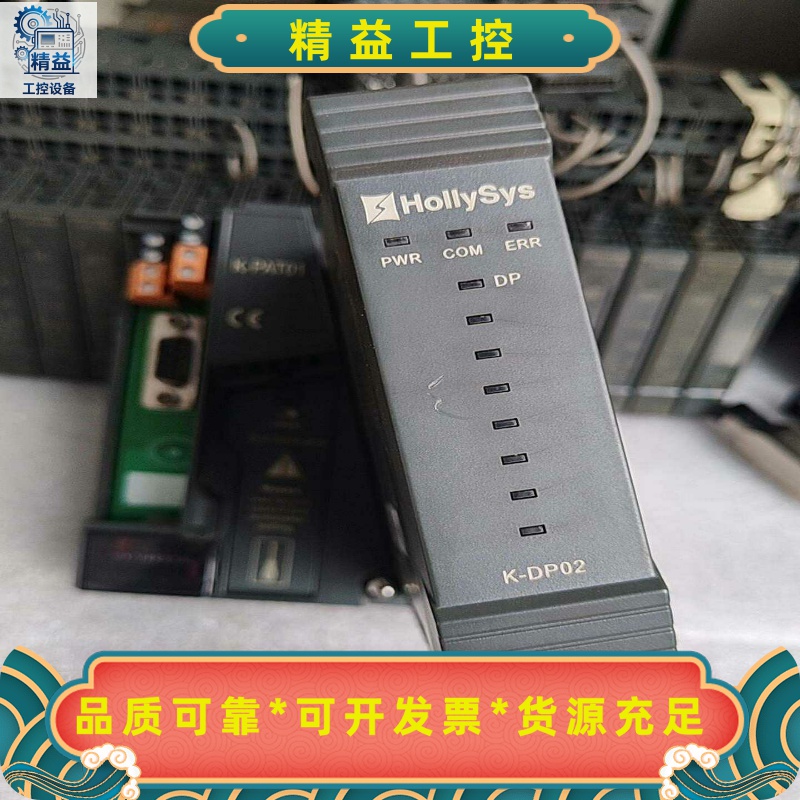 精益工控
精益
工控设备
HollySys
PWR COM ERR
DP
K-PAT01
CE
K-DP02
品质可靠*可开发票*货源充足